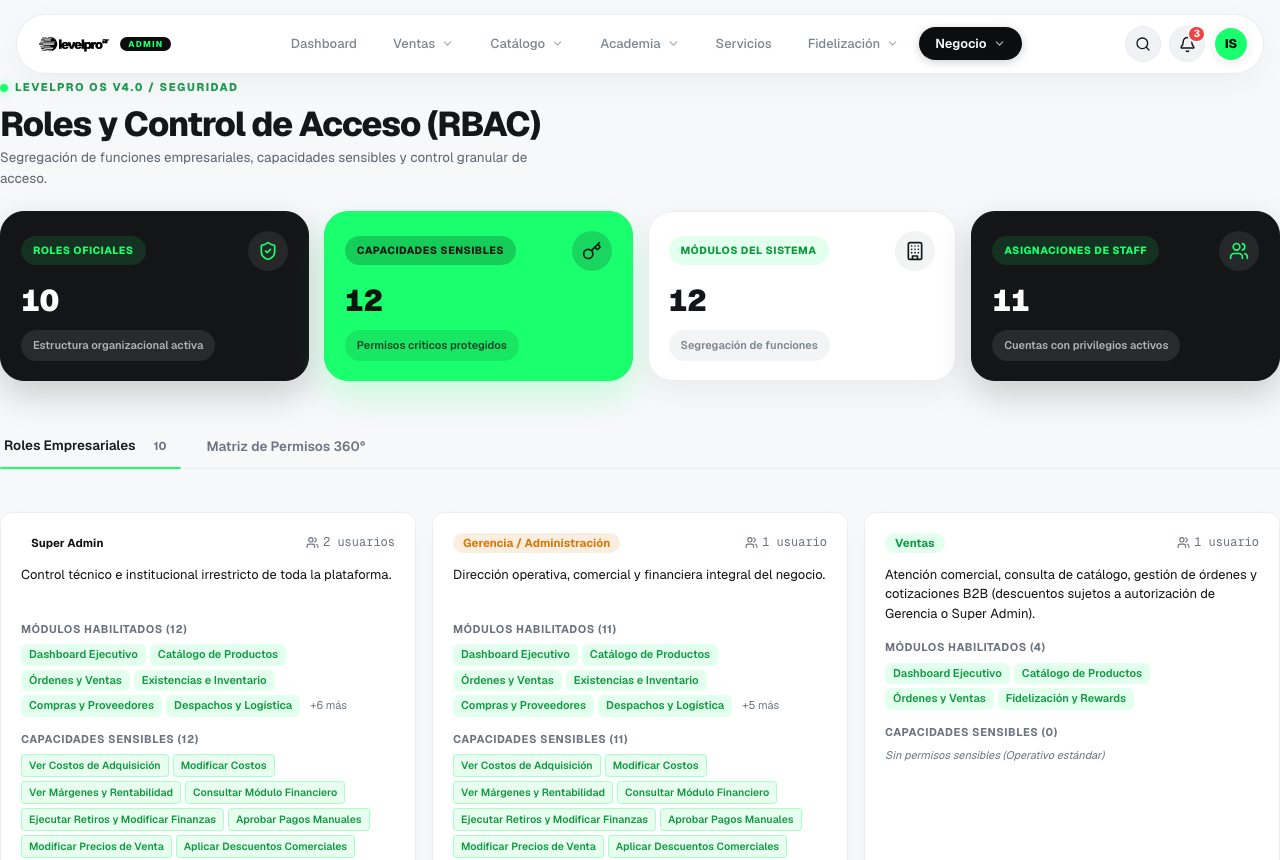 levelpro
ADMIN
Dashboard
Ventas
Catálogo
Academia
Servicios
Fidelización
Negocio
3
IS
LEVELPRO OS V4.0 / SEGURIDAD
Roles y Control de Acceso (RBAC)
Segregación de funciones empresariales, capacidades sensibles y control granular de
acceso.
ROLES OFICIALES
10
Estructura organizacional activa
CAPACIDADES SENSIBLES
12
Permisos críticos protegidos
MÓDULOS DEL SISTEMA
12
Segregación de funciones
ASIGNACIONES DE STAFF
11
Cuentas con privilegios activos
Roles Empresariales 10
Matriz de Permisos 360°
Super Admin
2 usuarios
Control técnico e institucional irrestricto de toda la plataforma.
MÓDULOS HABILITADOS (12)
Dashboard Ejecutivo Catálogo de Productos
Órdenes y Ventas Existencias e Inventario
Compras y Proveedores Despachos y Logística +6 más
CAPACIDADES SENSIBLES (12)
Ver Costos de Adquisición Modificar Costos
Ver Márgenes y Rentabilidad Consultar Módulo Financiero
Ejecutar Retiros y Modificar Finanzas Aprobar Pagos Manuales
Modificar Precios de Venta Aplicar Descuentos Comerciales
Gerencia / Administración
1 usuario
Dirección operativa, comercial y financiera integral del negocio.
MÓDULOS HABILITADOS (11)
Dashboard Ejecutivo Catálogo de Productos
Órdenes y Ventas Existencias e Inventario
Compras y Proveedores Despachos y Logística +5 más
CAPACIDADES SENSIBLES (11)
Ver Costos de Adquisición Modificar Costos
Ver Márgenes y Rentabilidad Consultar Módulo Financiero
Ejecutar Retiros y Modificar Finanzas Aprobar Pagos Manuales
Modificar Precios de Venta Aplicar Descuentos Comerciales
Ventas
1 usuario
Atención comercial, consulta de catálogo, gestión de órdenes y
cotizaciones B2B (descuentos sujetos a autorización de
Gerencia o Super Admin).
MÓDULOS HABILITADOS (4)
Dashboard Ejecutivo Catálogo de Productos
Órdenes y Ventas Fidelización y Rewards
CAPACIDADES SENSIBLES (0)
Sin permisos sensibles (Operativo estándar)